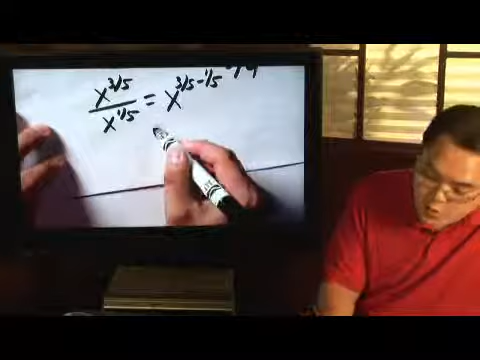 x^{3/5} / x^{1/5} = x^{3/5 - 1/5}